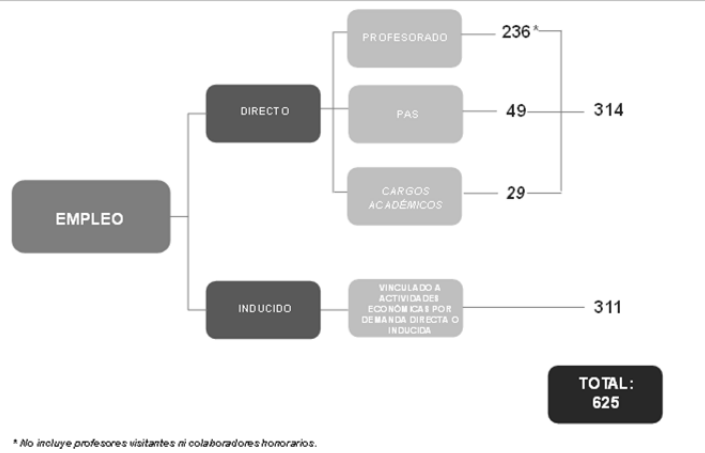 PROFESORADO
236*
DIRECTO
PAS
49
314
CARGOS
ACADÉMICOS
29
EMPLEO
INDUCIDO
VINCULADO A
ACTIVIDADES
ECONÓMICAS POR
DEMANDA DIRECTA O
INDUCIDA
311
TOTAL:
625
* No incluye profesores visitantes ni colaboradores honorarios.